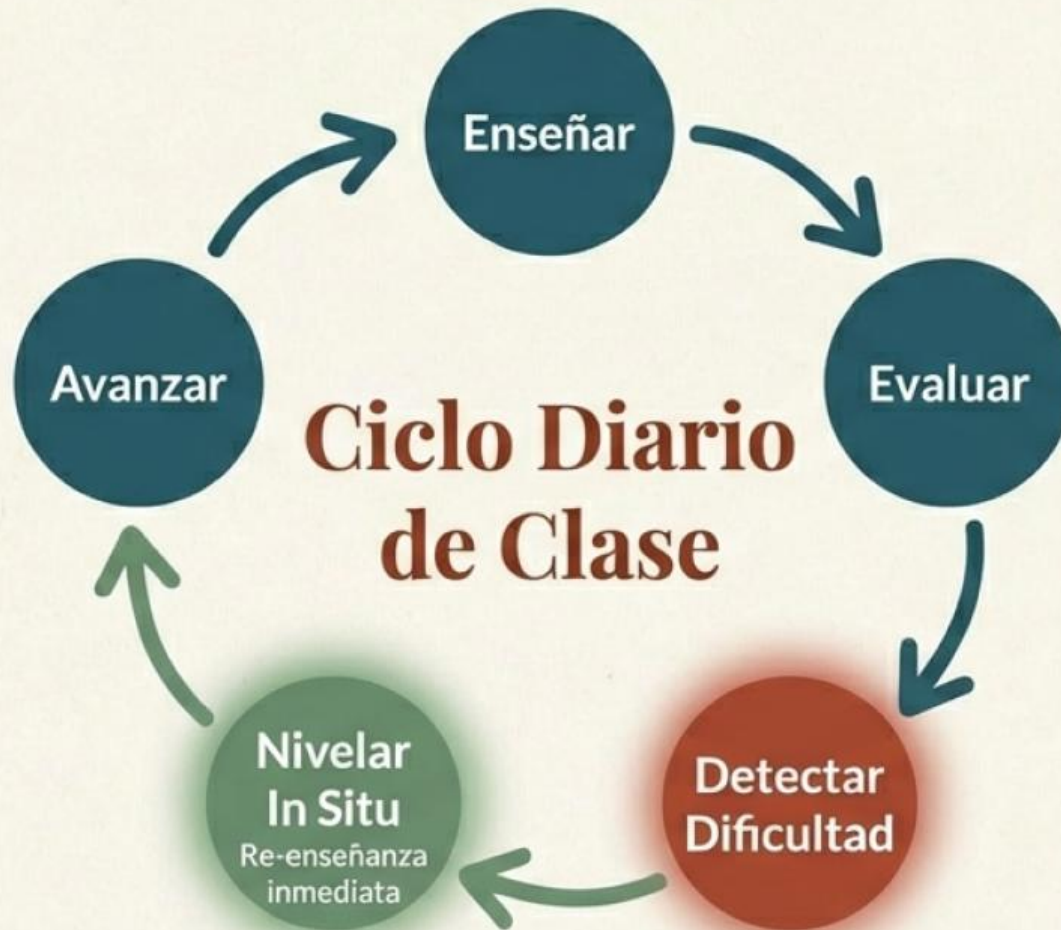 Enseñar
Evaluar
Avanzar
Ciclo Diario
de Clase
Detectar
Dificultad
Nivelar
In Situ
Re-enseñanza
inmediata